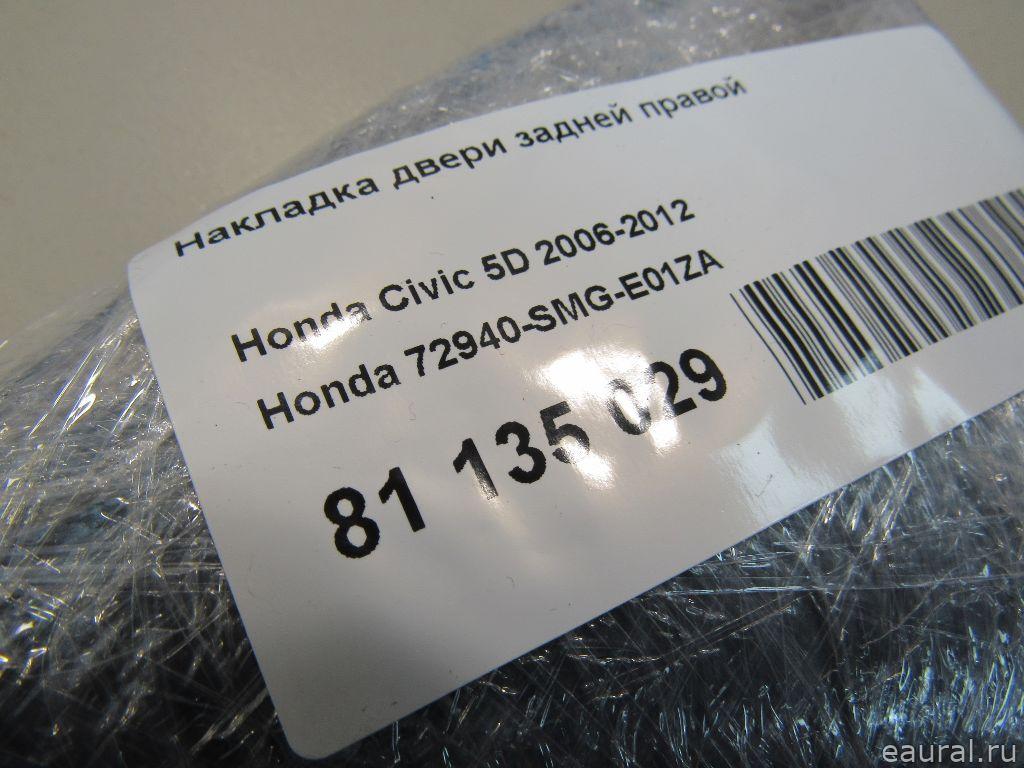 Накладка двери задней правой
Honda Civic 5D 2006-2012
Honda 72940-SMG-E01ZA
81 135 029
eaural.ru